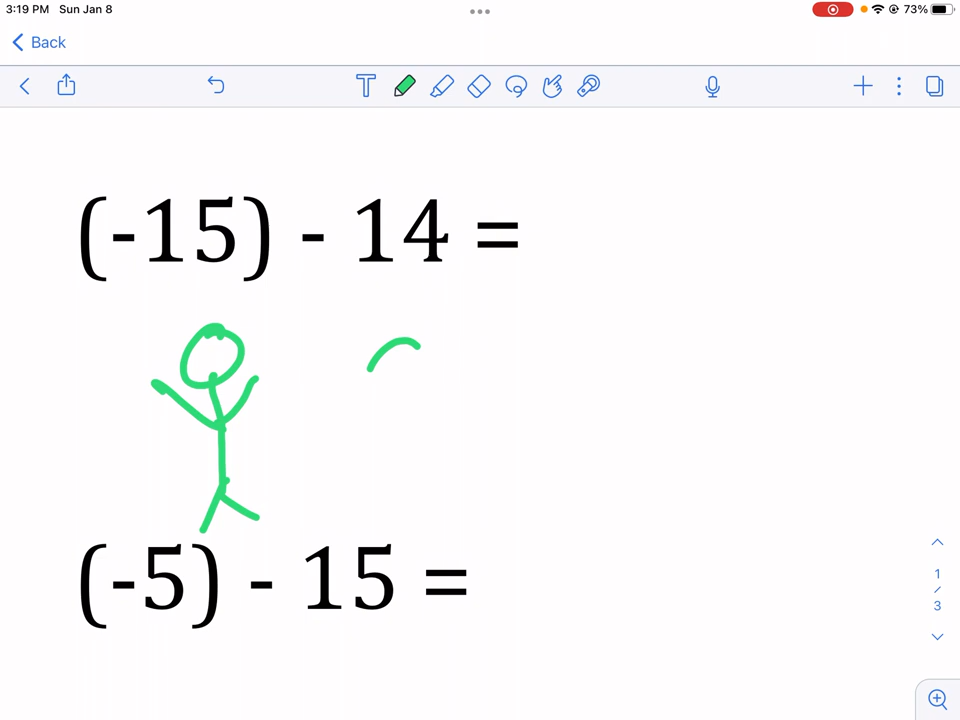 3:19 PM Sun Jan 8
73%
Back
T
(-15) - 14 =
(-5) - 15 =
1
/
3